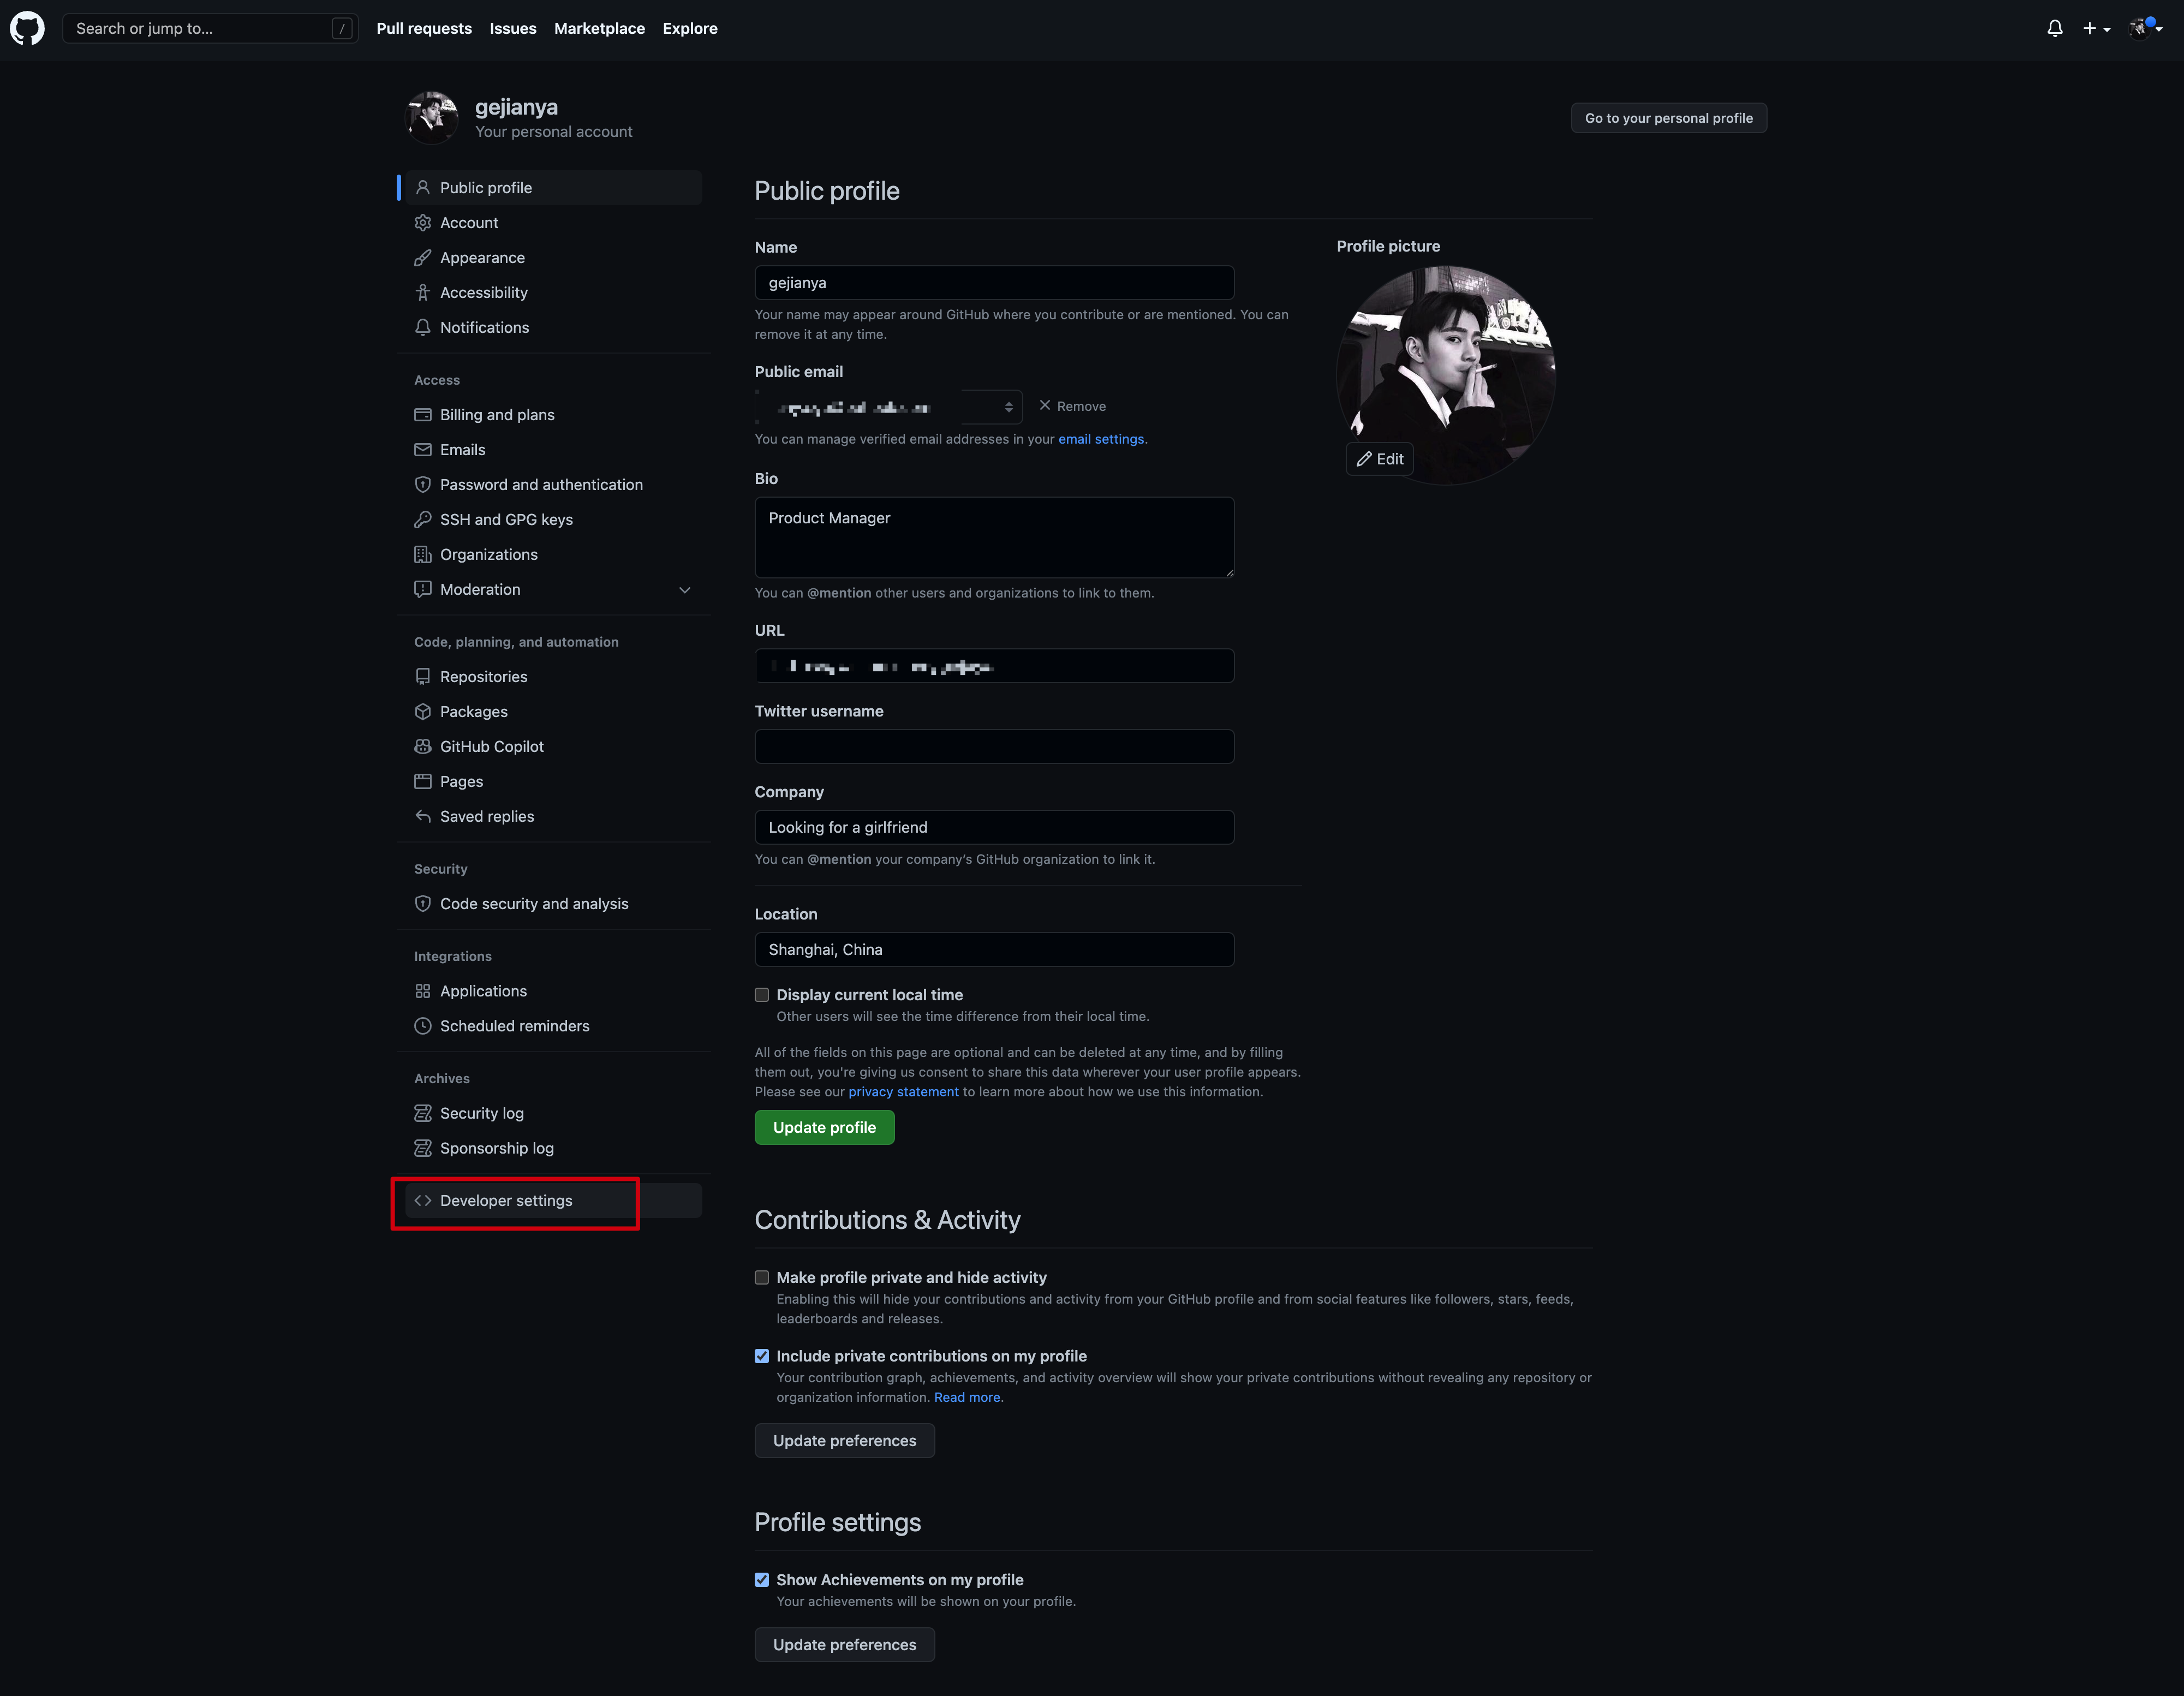 Search or jump to...
/
Pull requests
Issues
Marketplace
Explore
gejianya
Your personal account
Go to your personal profile
Public profile
Account
Appearance
Accessibility
Notifications
Access
Billing and plans
Emails
Password and authentication
SSH and GPG keys
Organizations
Moderation
Code, planning, and automation
Repositories
Packages
GitHub Copilot
Pages
Saved replies
Security
Code security and analysis
Integrations
Applications
Scheduled reminders
Archives
Security log
Sponsorship log
Developer settings
Public profile
Name
gejianya
Your name may appear around GitHub where you contribute or are mentioned. You can
remove it at any time.
Public email
Remove
You can manage verified email addresses in your email settings.
Bio
Product Manager
You can @mention other users and organizations to link to them.
URL
Twitter username
Company
Looking for a girlfriend
You can @mention your company's GitHub organization to link it.
Location
Shanghai, China
Display current local time
Other users will see the time difference from their local time.
All of the fields on this page are optional and can be deleted at any time, and by filling
them out, you're giving us consent to share this data wherever your user profile appears.
Please see our privacy statement to learn more about how we use this information.
Update profile
Profile picture
Edit
Contributions & Activity
Make profile private and hide activity
Enabling this will hide your contributions and activity from your GitHub profile and from social features like followers, stars, feeds,
leaderboards and releases.
Include private contributions on my profile
Your contribution graph, achievements, and activity overview will show your private contributions without revealing any repository or
organization information. Read more.
Update preferences
Profile settings
Show Achievements on my profile
Your achievements will be shown on your profile.
Update preferences